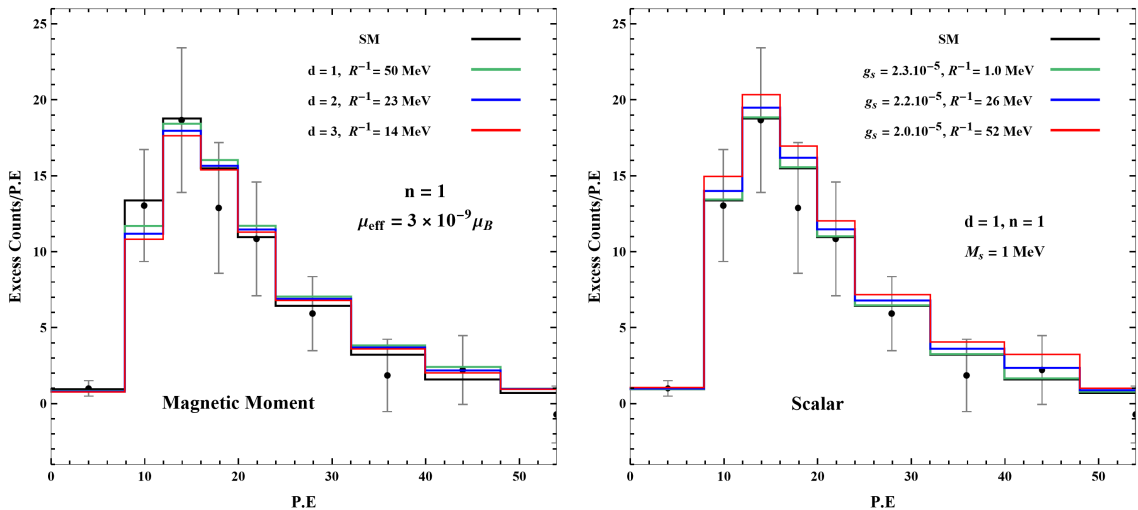 SM
d = 1, R⁻¹ = 50 MeV
d = 2, R⁻¹ = 23 MeV
d = 3, R⁻¹ = 14 MeV
n = 1
μeff = 3 × 10⁻⁹μB
Magnetic Moment
Excess Counts/P.E
25
20
15
10
5
0
0
10
20
30
40
50
P.E
SM
gs = 2.3.10⁻⁵, R⁻¹ = 1.0 MeV
gs = 2.2.10⁻⁵, R⁻¹ = 26 MeV
gs = 2.0.10⁻⁵, R⁻¹ = 52 MeV
d = 1, n = 1
Ms = 1 MeV
Scalar
Excess Counts/P.E
25
20
15
10
5
0
0
10
20
30
40
50
P.E